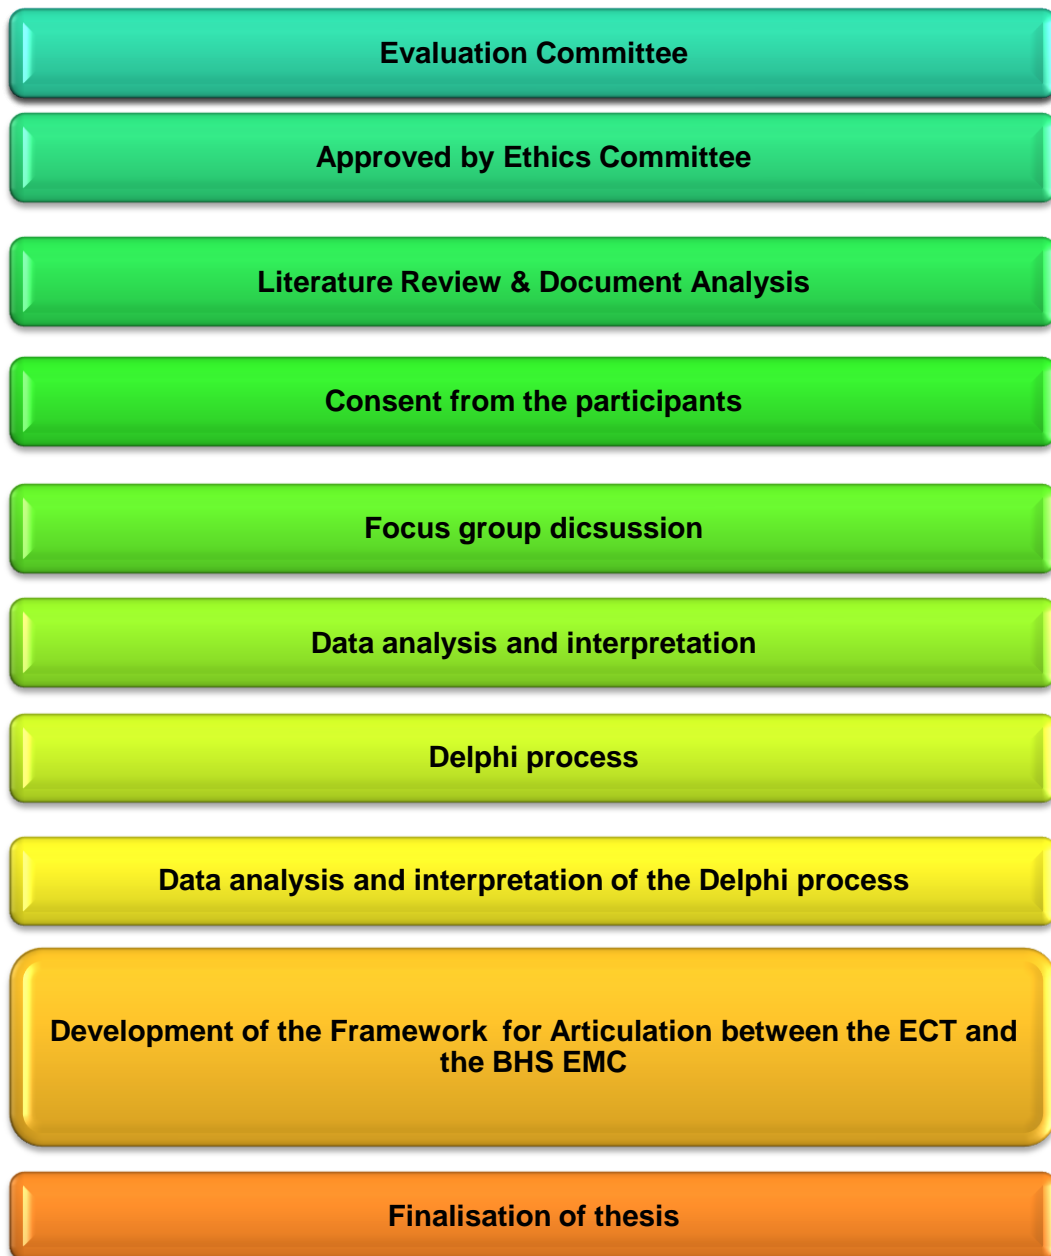 Evaluation Committee
Approved by Ethics Committee
Literature Review & Document Analysis
Consent from the participants
Focus group dicsussion
Data analysis and interpretation
Delphi process
Data analysis and interpretation of the Delphi process
Development of the Framework  for Articulation between the ECT and
the BHS EMC
Finalisation of thesis